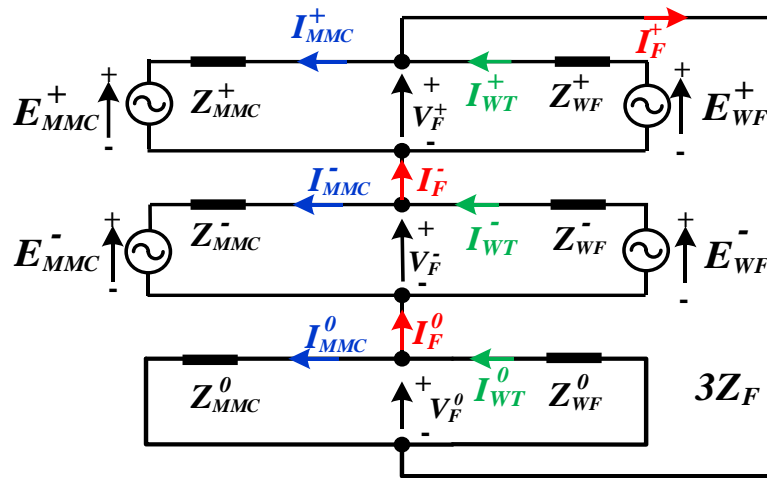 I⁺MMC I⁺F
+ + +
E⁺MMC Z⁺MMC V⁺F I⁺WT Z⁺WF E⁺WF
- - -
I⁻MMC I⁻F
+ + +
E⁻MMC Z⁻MMC V⁻F I⁻WT Z⁻WF E⁻WF
- - -
I⁰MMC I⁰F
+
Z⁰MMC V⁰F I⁰WT Z⁰WF 3ZF
-